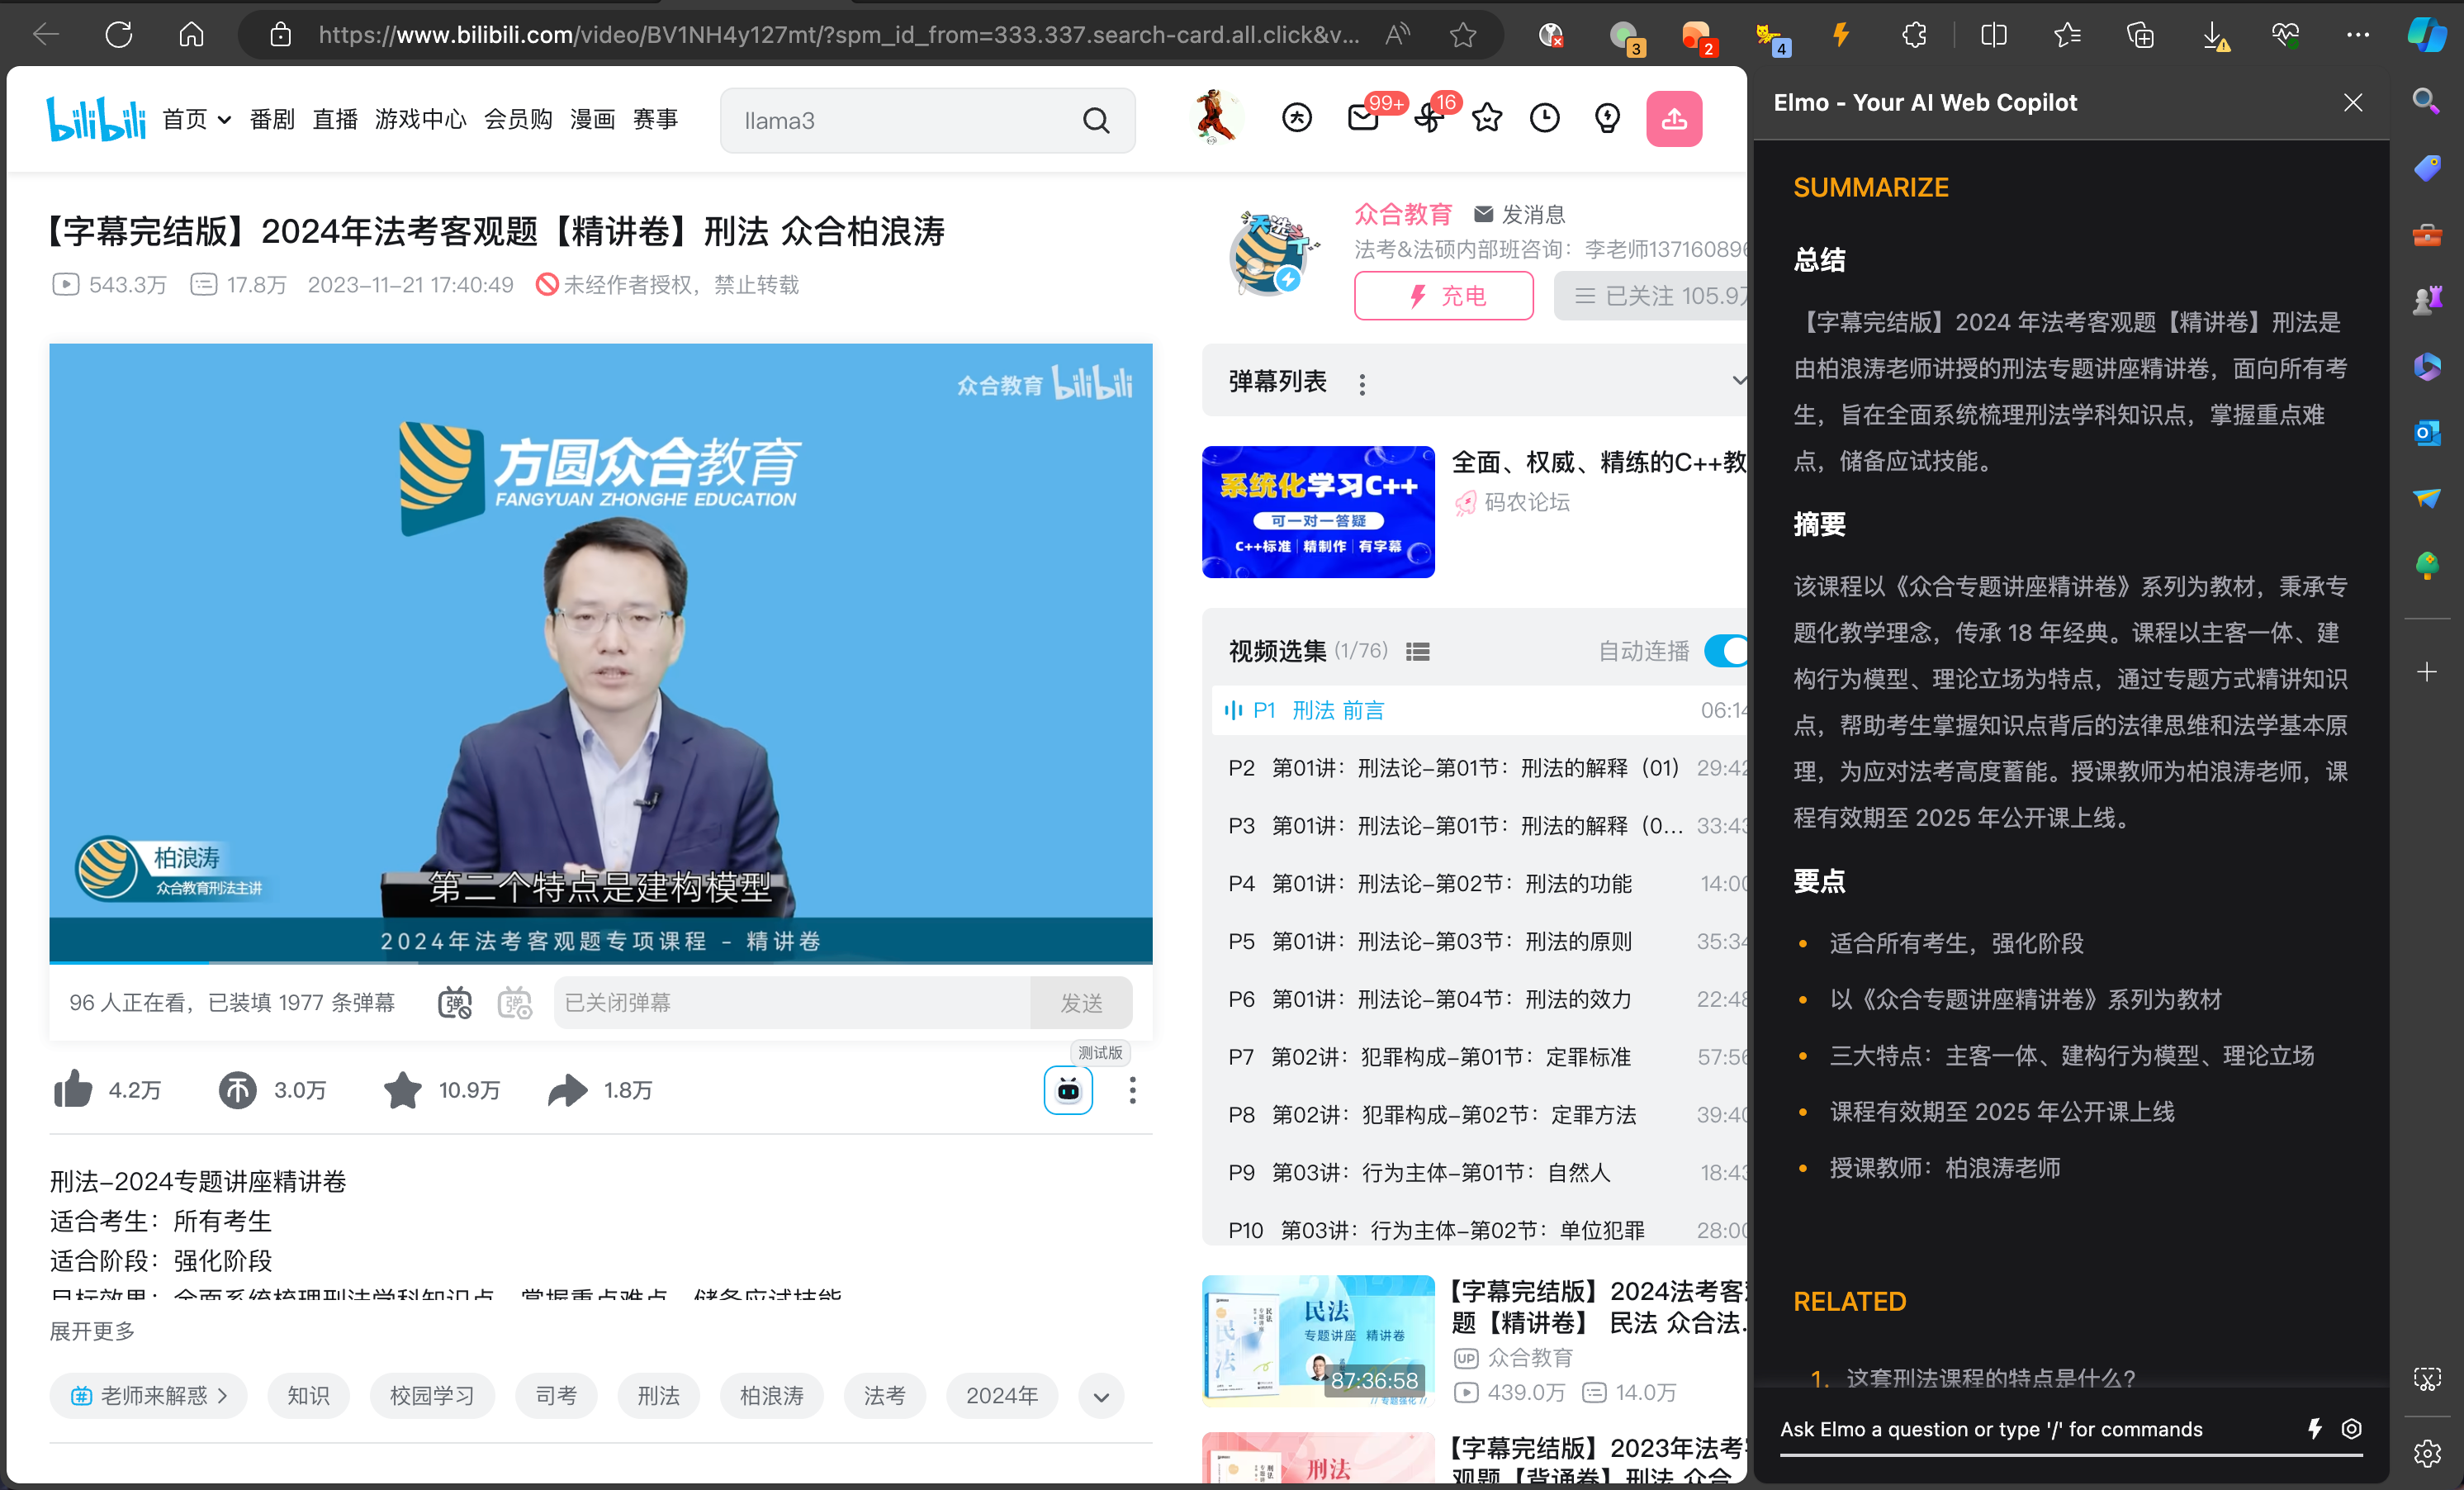 https://www.bilibili.com/video/BV1NH4y127mt/?spm_id_from=333.337.search-card.all.click&v...
3
2
4
bilibili
首页
番剧
直播
游戏中心
会员购
漫画
赛事
llama3
99+
16
【字幕完结版】2024年法考客观题【精讲卷】刑法 众合柏浪涛
543.3万
17.8万
2023-11-21 17:40:49
未经作者授权，禁止转载
众合教育 bilibili
方圆众合教育
FANGYUAN ZHONGHE EDUCATION
柏浪涛
众合教育刑法主讲
第二个特点是建构模型
2024年法考客观题专项课程 – 精讲卷
96 人正在看，已装填 1977 条弹幕
已关闭弹幕
发送
测试版
4.2万
3.0万
10.9万
1.8万
刑法-2024专题讲座精讲卷
适合考生：所有考生
适合阶段：强化阶段
目标效果：全面系统梳理刑法学科知识点，掌握重点难点，储备应试技能
展开更多
老师来解惑
知识
校园学习
司考
刑法
柏浪涛
法考
2024年
众合教育
发消息
法考&法硕内部班咨询：李老师137160896
充电
已关注 105.9万
弹幕列表
系统化学习C++
可一对一答疑
C++标准｜精制作｜有字幕
全面、权威、精练的C++教
码农论坛
视频选集 (1/76)
自动连播
P1 刑法 前言 06:14
P2 第01讲：刑法论-第01节：刑法的解释（01） 29:42
P3 第01讲：刑法论-第01节：刑法的解释（0... 33:43
P4 第01讲：刑法论-第02节：刑法的功能 14:00
P5 第01讲：刑法论-第03节：刑法的原则 35:34
P6 第01讲：刑法论-第04节：刑法的效力 22:48
P7 第02讲：犯罪构成-第01节：定罪标准 57:56
P8 第02讲：犯罪构成-第02节：定罪方法 39:40
P9 第03讲：行为主体-第01节：自然人 18:43
P10 第03讲：行为主体-第02节：单位犯罪 28:00
民法
专题讲座 精讲卷
87:36:58
【字幕完结版】2024法考客
题【精讲卷】 民法 众合法...
UP 众合教育
439.0万
14.0万
刑法
【字幕完结版】2023年法考
观题【背诵卷】刑法 众合
Elmo - Your AI Web Copilot
SUMMARIZE
总结
【字幕完结版】2024 年法考客观题【精讲卷】刑法是
由柏浪涛老师讲授的刑法专题讲座精讲卷，面向所有考
生，旨在全面系统梳理刑法学科知识点，掌握重点难
点，储备应试技能。
摘要
该课程以《众合专题讲座精讲卷》系列为教材，秉承专
题化教学理念，传承 18 年经典。课程以主客一体、建
构行为模型、理论立场为特点，通过专题方式精讲知识
点，帮助考生掌握知识点背后的法律思维和法学基本原
理，为应对法考高度蓄能。授课教师为柏浪涛老师，课
程有效期至 2025 年公开课上线。
要点
适合所有考生，强化阶段
以《众合专题讲座精讲卷》系列为教材
三大特点：主客一体、建构行为模型、理论立场
课程有效期至 2025 年公开课上线
授课教师：柏浪涛老师
RELATED
1. 这套刑法课程的特点是什么？
Ask Elmo a question or type '/' for commands